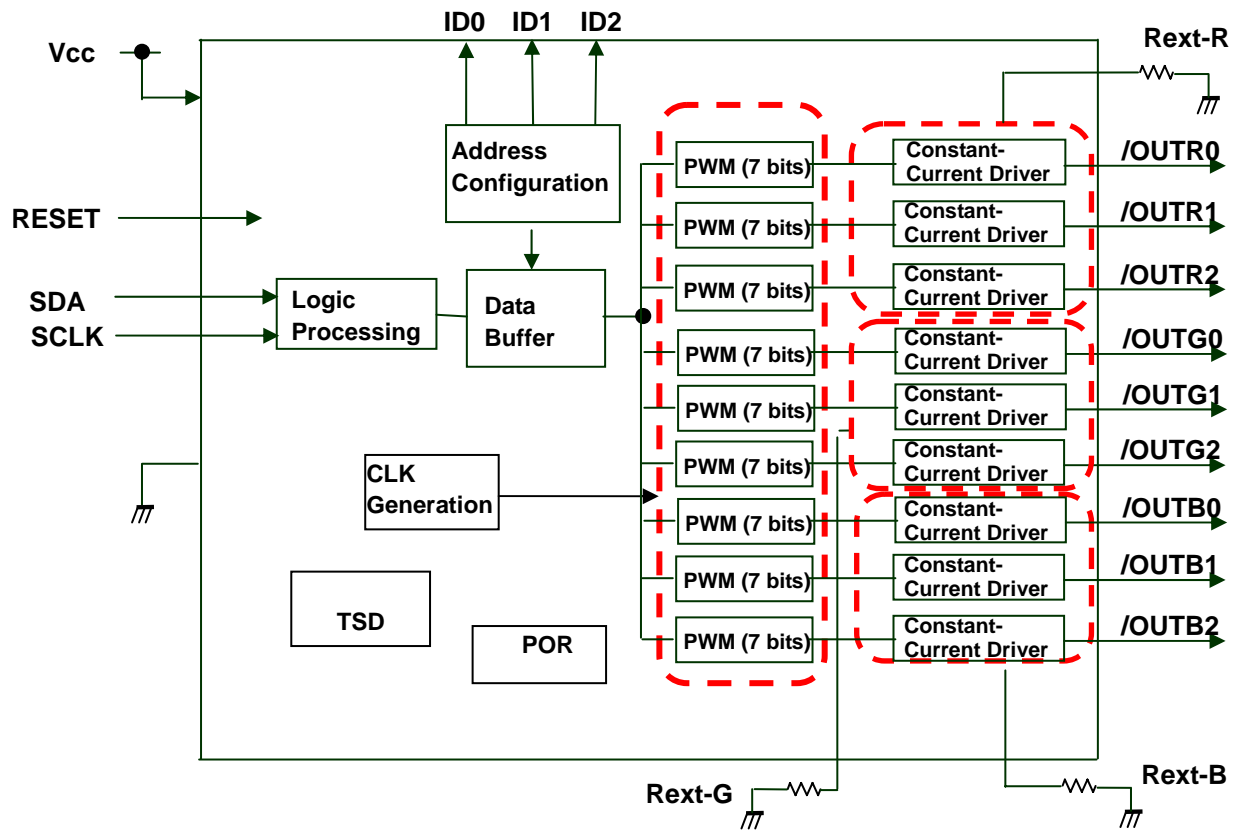 ID0 ID1 ID2
Vcc
Rext-R
Address
Configuration
RESET
SDA
SCLK
Logic
Processing
Data
Buffer
CLK
Generation
TSD
POR
PWM (7 bits)
Constant-
Current Driver
/OUTR0
PWM (7 bits)
Constant-
Current Driver
/OUTR1
PWM (7 bits)
Constant-
Current Driver
/OUTR2
PWM (7 bits)
Constant-
Current Driver
/OUTG0
PWM (7 bits)
Constant-
Current Driver
/OUTG1
PWM (7 bits)
Constant-
Current Driver
/OUTG2
PWM (7 bits)
Constant-
Current Driver
/OUTB0
PWM (7 bits)
Constant-
Current Driver
/OUTB1
PWM (7 bits)
Constant-
Current Driver
/OUTB2
Rext-G
Rext-B